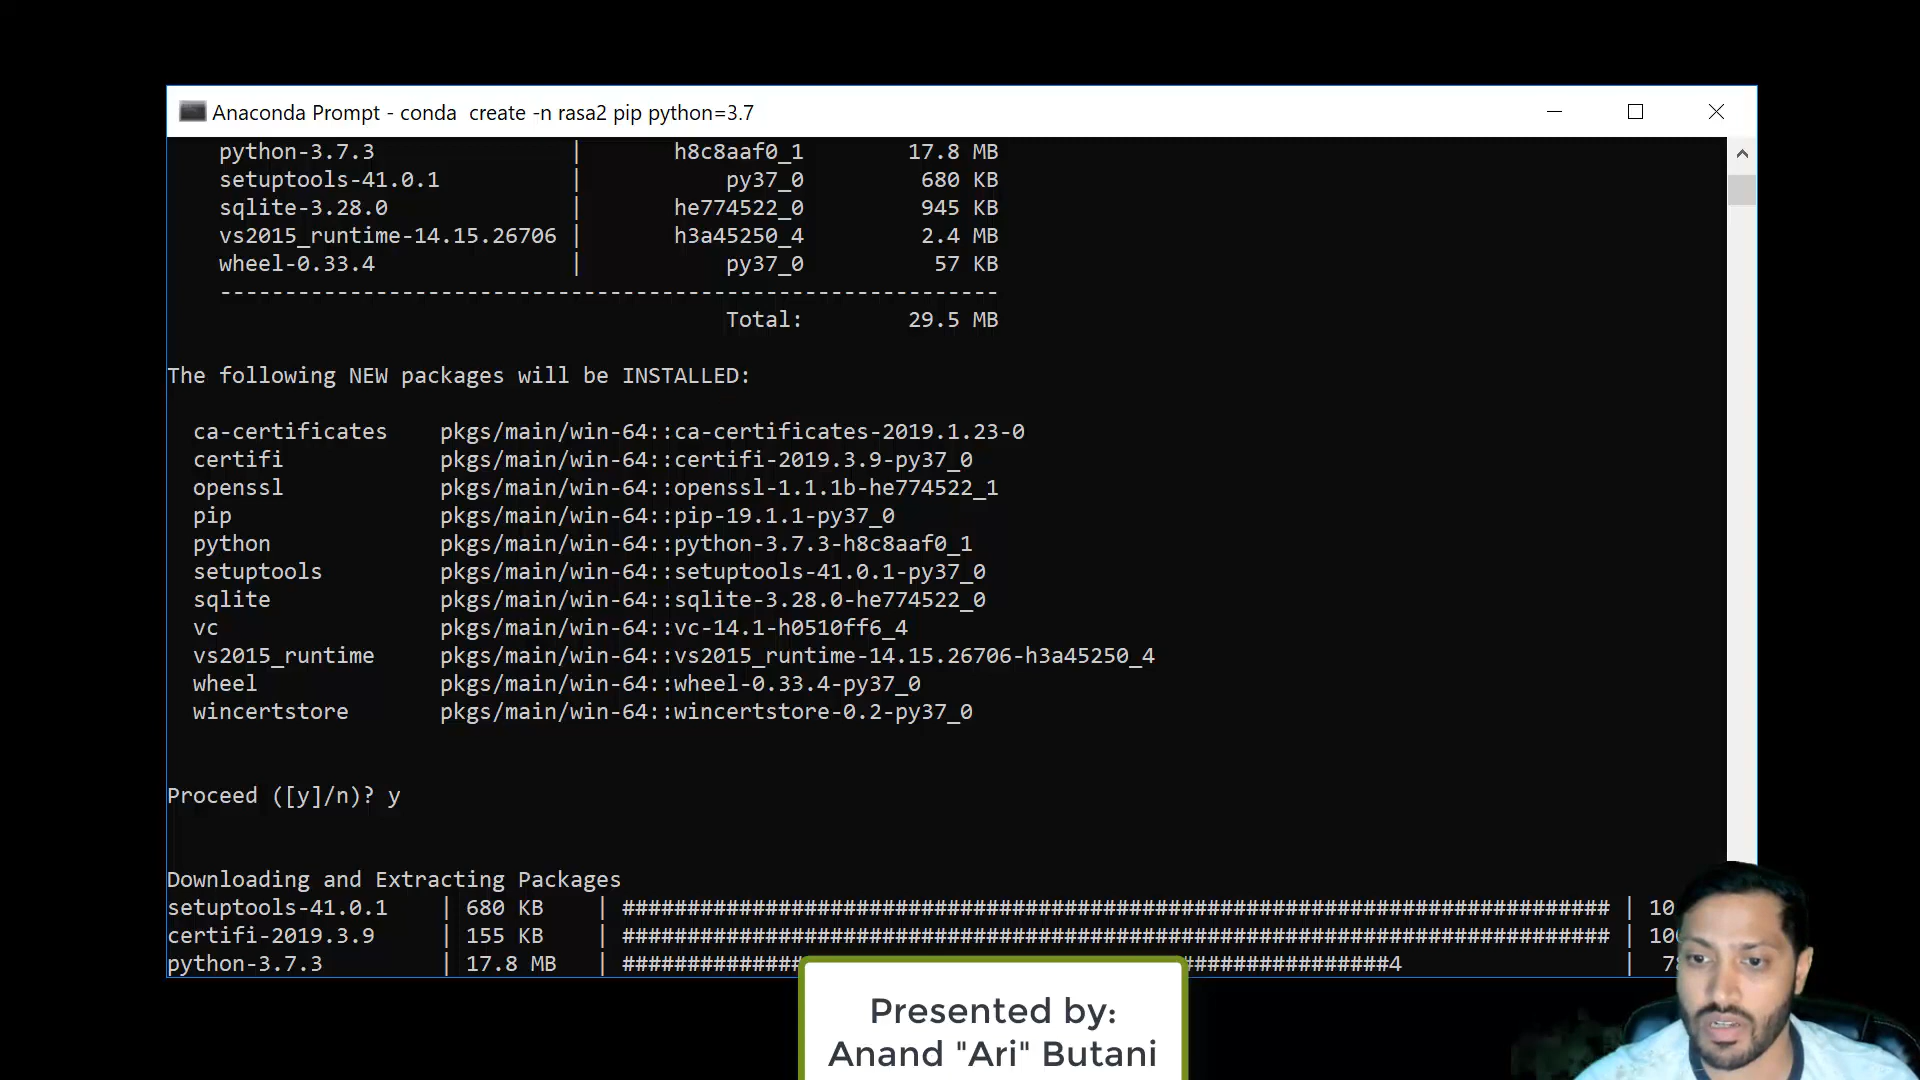 Anaconda Prompt - conda  create -n rasa2 pip python=3.7
python-3.7.3 | h8c8aaf0_1 17.8 MB
setuptools-41.0.1 | py37_0 680 KB
sqlite-3.28.0 | he774522_0 945 KB
vs2015_runtime-14.15.26706 | h3a45250_4 2.4 MB
wheel-0.33.4 | py37_0 57 KB
------------------------------------------------------------
Total: 29.5 MB
The following NEW packages will be INSTALLED:
ca-certificates pkgs/main/win-64::ca-certificates-2019.1.23-0
certifi pkgs/main/win-64::certifi-2019.3.9-py37_0
openssl pkgs/main/win-64::openssl-1.1.1b-he774522_1
pip pkgs/main/win-64::pip-19.1.1-py37_0
python pkgs/main/win-64::python-3.7.3-h8c8aaf0_1
setuptools pkgs/main/win-64::setuptools-41.0.1-py37_0
sqlite pkgs/main/win-64::sqlite-3.28.0-he774522_0
vc pkgs/main/win-64::vc-14.1-h0510ff6_4
vs2015_runtime pkgs/main/win-64::vs2015_runtime-14.15.26706-h3a45250_4
wheel pkgs/main/win-64::wheel-0.33.4-py37_0
wincertstore pkgs/main/win-64::wincertstore-0.2-py37_0
Proceed ([y]/n)? y
Downloading and Extracting Packages
setuptools-41.0.1 | 680 KB | ############################################################################ | 10
certifi-2019.3.9 | 155 KB | ############################################################################ | 10
python-3.7.3 | 17.8 MB | ############## ################4 | 7
Presented by:
Anand "Ari" Butani